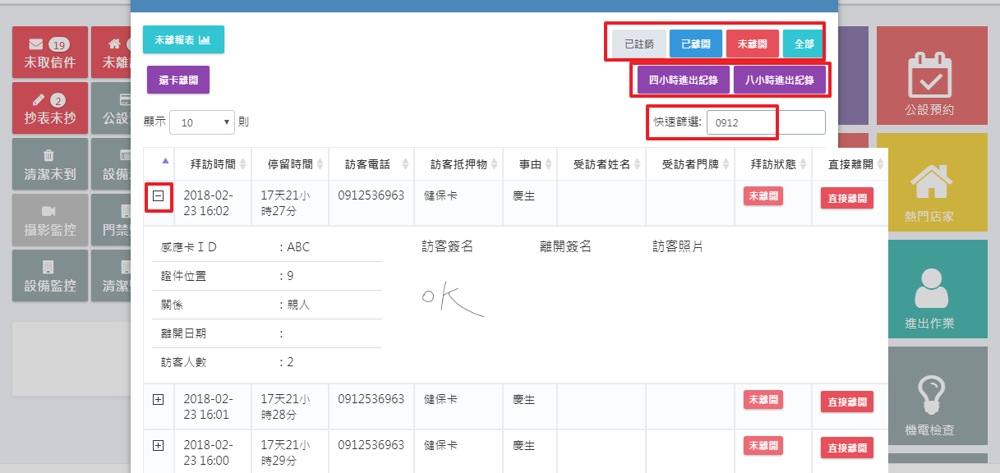 19
未取信件
未離
2
抄表未抄
公設
清潔未到
設備
攝影監控
門禁
設備監控
清潔
未離報表
還卡離開
已註銷
已離開
未離開
全部
四小時進出紀錄
八小時進出紀錄
顯示 10 則
快速篩選: 0912
拜訪時間 停留時間 訪客電話 訪客抵押物 事由 受訪者姓名 受訪者門牌 拜訪狀態 直接離開
2018-02-23 16:02 17天21小時27分 0912536963 健保卡 慶生 未離開 直接離開
感應卡ＩＤ : ABC
證件位置 : 9
關係 : 親人
離開日期 :
訪客人數 : 2
訪客簽名 離開簽名 訪客照片
OK
2018-02-23 16:01 17天21小時28分 0912536963 健保卡 慶生 未離開 直接離開
2018-02-23 16:00 17天21小時29分 0912536963 健保卡 慶生 未離開 直接離開
公設預約
熱門店家
進出作業
機電檢查